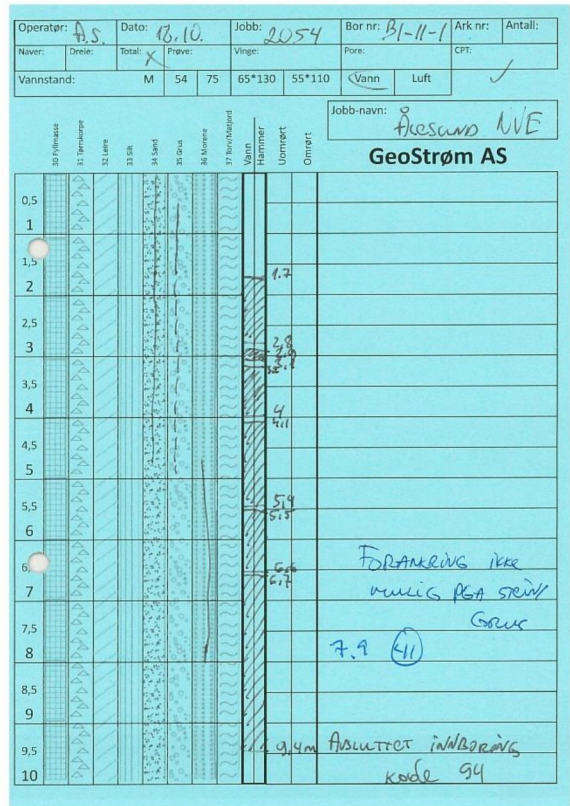 Operatør: A.S. Dato: 18.10. Jobb: 2054 Bor nr: B1-11-1 Ark nr: Antall:
Naver: Dreie: Total: X Prøve: Vinge: Pore: CPT:
Vannstand: M 54 75 65*130 55*110 Vann Luft
Jobb-navn: Ålesund NVE
30 Fyllmasse 31 Tørrskorpe 32 Leire 33 Silt 34 Sand 35 Grus 36 Morene 37 Torv/Matjord Vann Hammer Uomrørt Omrørt
GeoStrøm AS
0,5
1
1,5
1.7
2
2,5
2,8
3
3.1
3,5
4 4
4.1
4,5
5
5,5 5,4
5.5
6
6, 6.6
6.7
FORANKRING ikke
mulig PGA STEIN/
GRUS
7
7,5
7.9 41
8
8,5
9
9,5 9,4m AVSLUTTET iNNBORiNG
10 kode 94